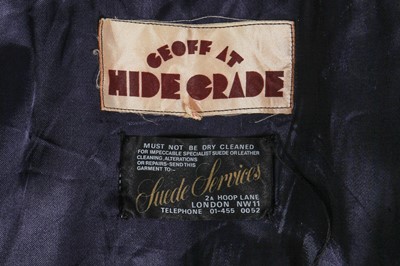 GEOFF AT
HIDE GRADE
MUST NOT BE DRY CLEANED
FOR IMPECCABLE SPECIALIST SUEDE OR LEATHER
CLEANING, ALTERATIONS
OR REPAIRS-SEND THIS
GARMENT TO:-
Suede Services
2A HOOP LANE
LONDON NW11
TELEPHONE 01-455 0052